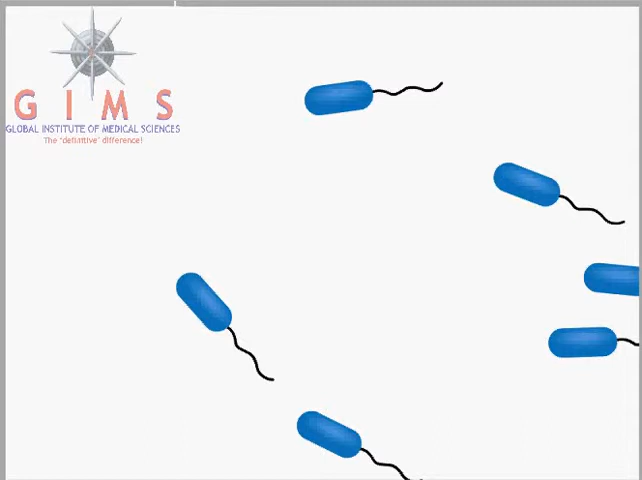 G I M S
GLOBAL INSTITUTE OF MEDICAL SCIENCES
The 'definitive' difference!